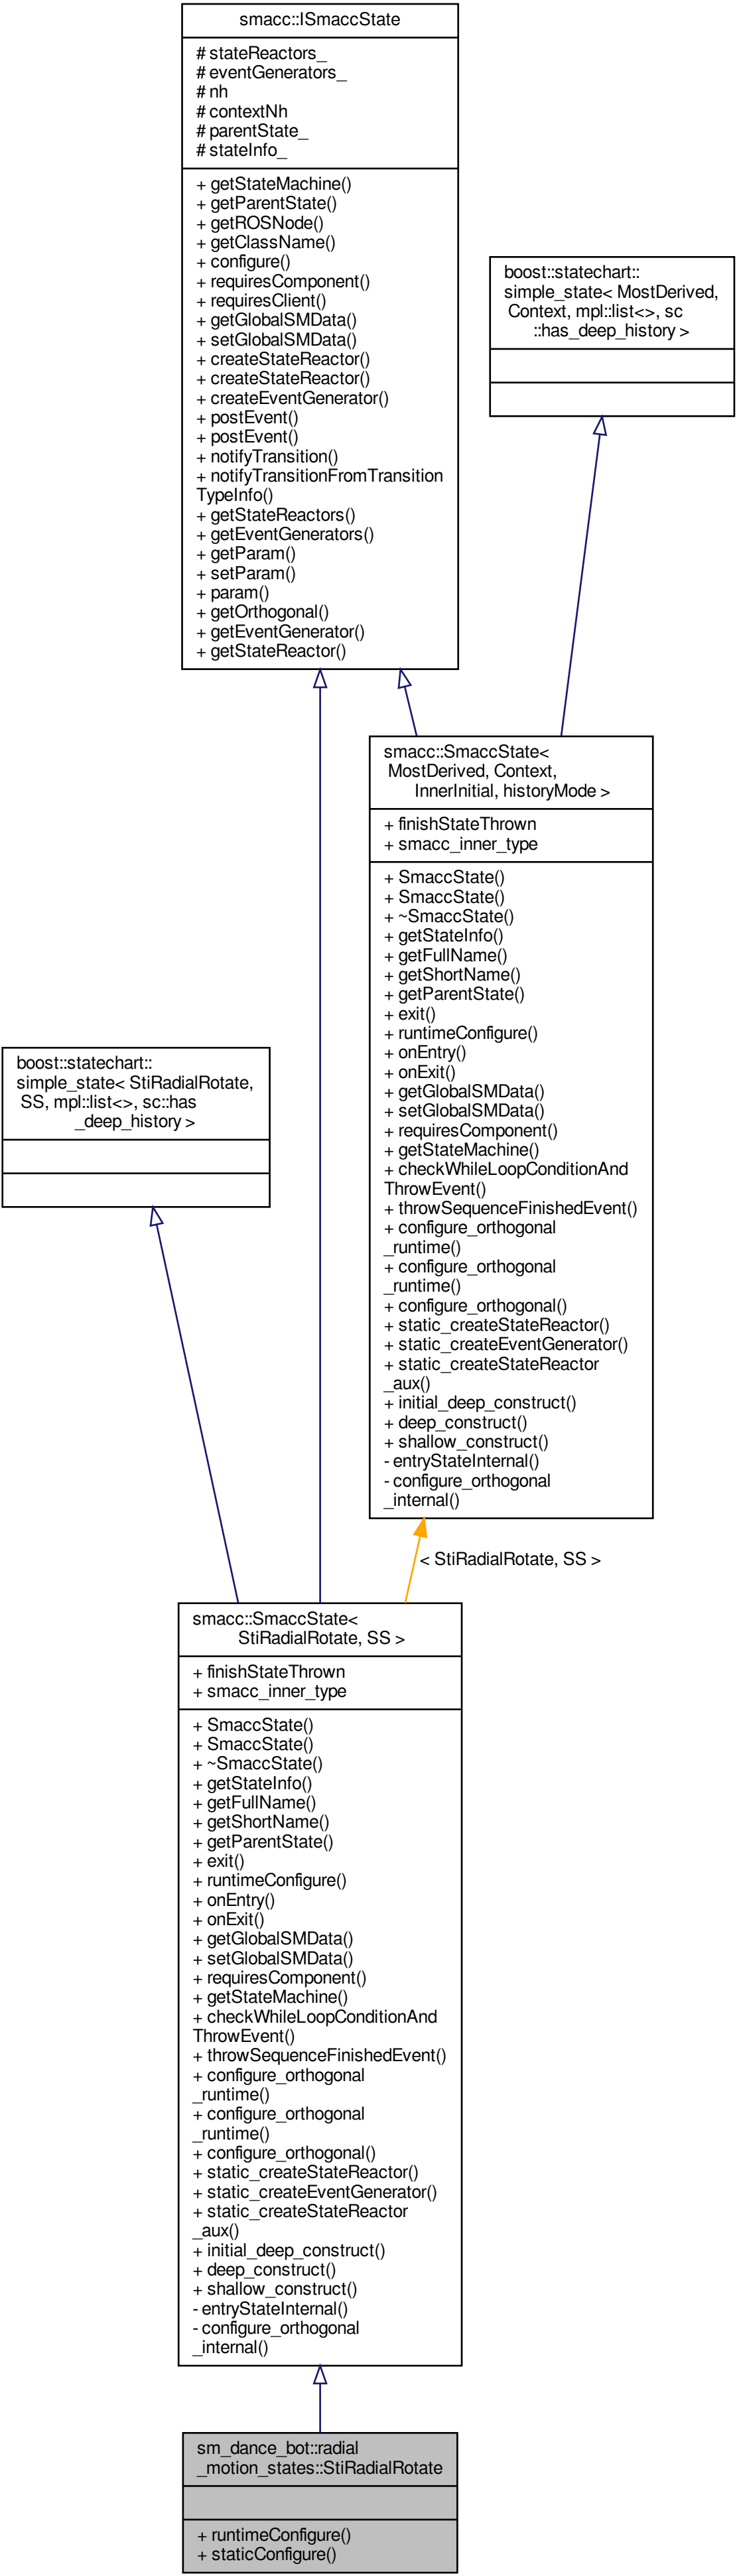 smacc::ISmaccState
# stateReactors_
# eventGenerators_
# nh
# contextNh
# parentState_
# stateInfo_
+ getStateMachine()
+ getParentState()
+ getROSNode()
+ getClassName()
+ configure()
+ requiresComponent()
+ requiresClient()
+ getGlobalSMData()
+ setGlobalSMData()
+ createStateReactor()
+ createStateReactor()
+ createEventGenerator()
+ postEvent()
+ postEvent()
+ notifyTransition()
+ notifyTransitionFromTransition
TypeInfo()
+ getStateReactors()
+ getEventGenerators()
+ getParam()
+ setParam()
+ param()
+ getOrthogonal()
+ getEventGenerator()
+ getStateReactor()
boost::statechart::
simple_state< MostDerived,
Context, mpl::list<>, sc
::has_deep_history >
smacc::SmaccState<
MostDerived, Context,
InnerInitial, historyMode >
+ finishStateThrown
+ smacc_inner_type
+ SmaccState()
+ SmaccState()
+ ~SmaccState()
+ getStateInfo()
+ getFullName()
+ getShortName()
+ getParentState()
+ exit()
+ runtimeConfigure()
+ onEntry()
+ onExit()
+ getGlobalSMData()
+ setGlobalSMData()
+ requiresComponent()
+ getStateMachine()
+ checkWhileLoopConditionAnd
ThrowEvent()
+ throwSequenceFinishedEvent()
+ configure_orthogonal
_runtime()
+ configure_orthogonal
_runtime()
+ configure_orthogonal()
+ static_createStateReactor()
+ static_createEventGenerator()
+ static_createStateReactor
_aux()
+ initial_deep_construct()
+ deep_construct()
+ shallow_construct()
- entryStateInternal()
- configure_orthogonal
_internal()
boost::statechart::
simple_state< StiRadialRotate,
SS, mpl::list<>, sc::has
_deep_history >
< StiRadialRotate, SS >
smacc::SmaccState<
StiRadialRotate, SS >
+ finishStateThrown
+ smacc_inner_type
+ SmaccState()
+ SmaccState()
+ ~SmaccState()
+ getStateInfo()
+ getFullName()
+ getShortName()
+ getParentState()
+ exit()
+ runtimeConfigure()
+ onEntry()
+ onExit()
+ getGlobalSMData()
+ setGlobalSMData()
+ requiresComponent()
+ getStateMachine()
+ checkWhileLoopConditionAnd
ThrowEvent()
+ throwSequenceFinishedEvent()
+ configure_orthogonal
_runtime()
+ configure_orthogonal
_runtime()
+ configure_orthogonal()
+ static_createStateReactor()
+ static_createEventGenerator()
+ static_createStateReactor
_aux()
+ initial_deep_construct()
+ deep_construct()
+ shallow_construct()
- entryStateInternal()
- configure_orthogonal
_internal()
sm_dance_bot::radial
_motion_states::StiRadialRotate
+ runtimeConfigure()
+ staticConfigure()